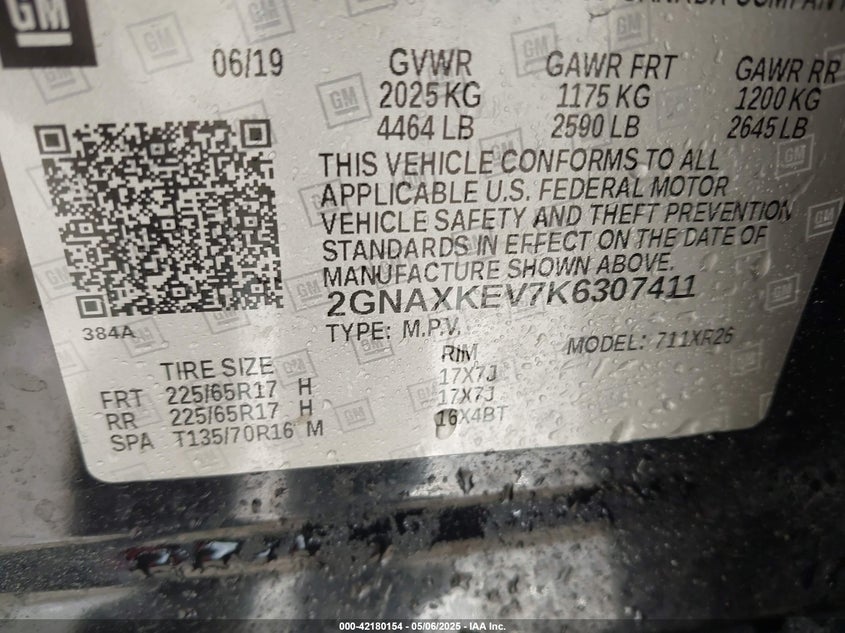 GM
CANADA COMPANY
06/19
GVWR
GAWR FRT
GAWR RR
2025 KG
1175 KG
1200 KG
4464 LB
2590 LB
2645 LB
THIS VEHICLE CONFORMS TO ALL
APPLICABLE U.S. FEDERAL MOTOR
VEHICLE SAFETY AND THEFT PREVENTION
STANDARDS IN EFFECT ON THE DATE OF
MANUFACTURE SHOWN ABOVE.
2GNAXKEV7K6307411
384A
TYPE: M.P.V.
MODEL: 711XR26
TIRE SIZE
RIM
FRT 225/65R17 H 17X7J
RR 225/65R17 H 17X7J
SPA T135/70R16 M 16X4BT
000-42180154 - 05/06/2025 - IAA Inc.